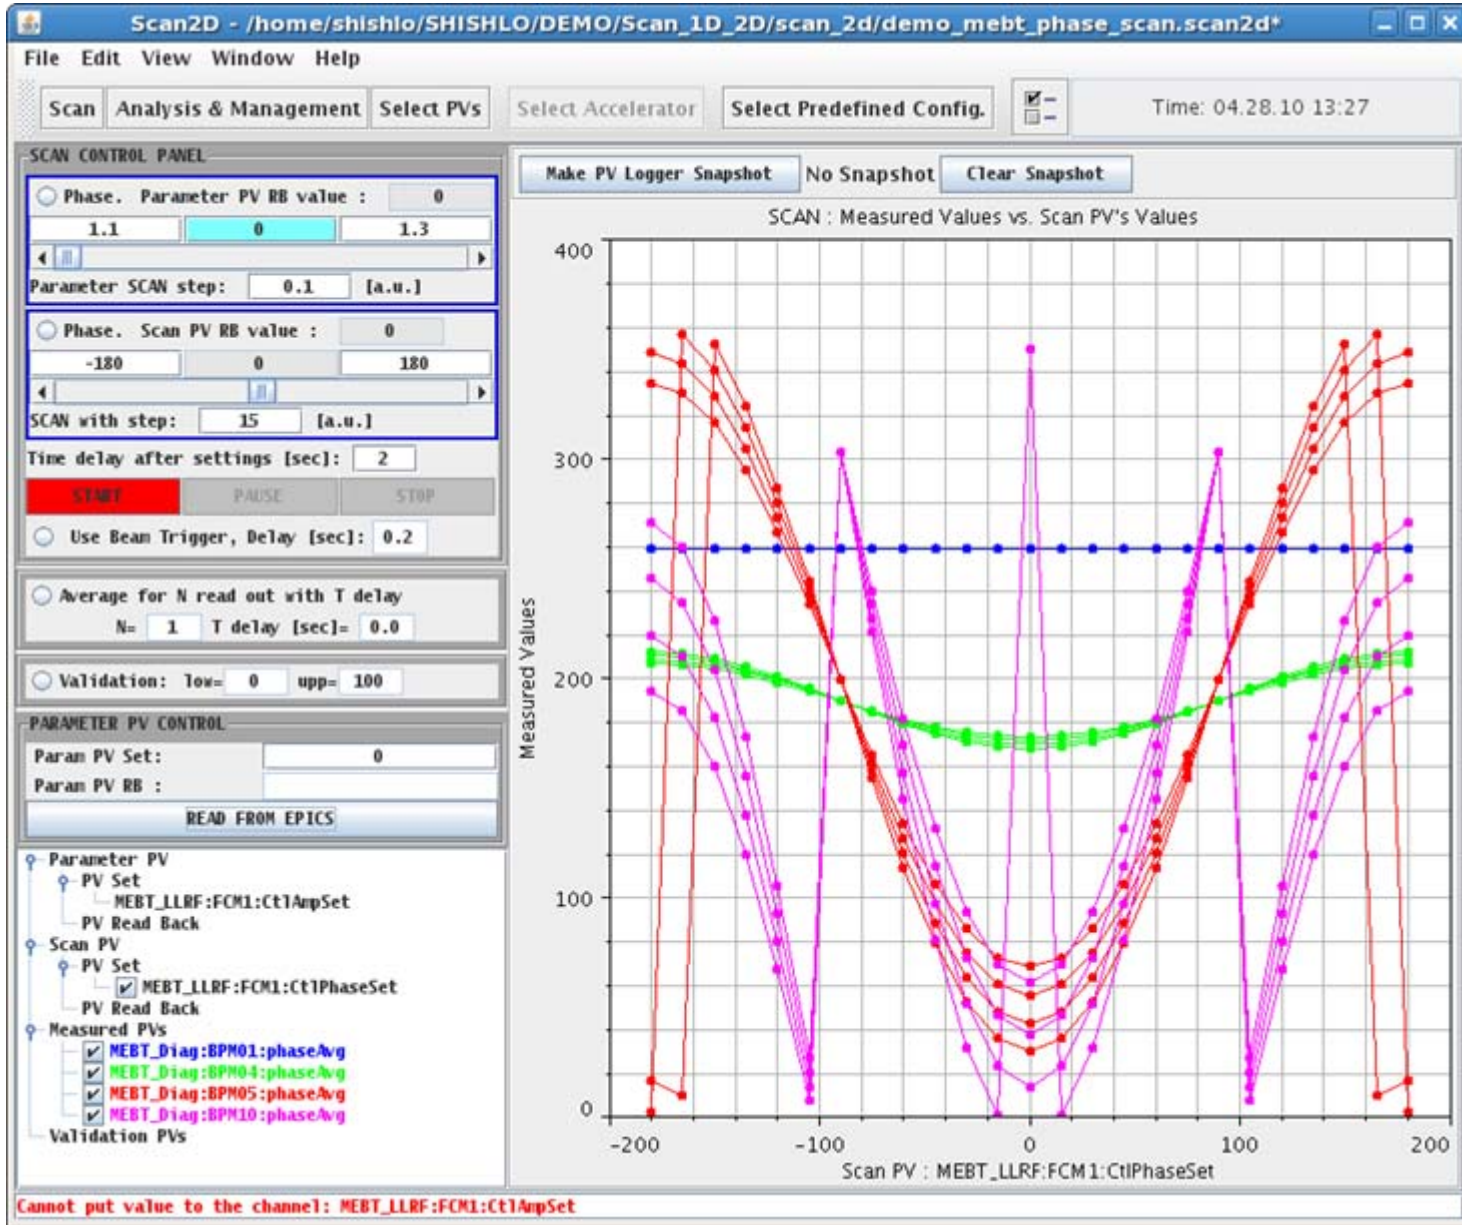 Scan2D - /home/shishlo/SHISHLO/DEMO/Scan_1D_2D/scan_2d/demo_mebt_phase_scan.scan2d*
File Edit View Window Help
Scan Analysis & Management Select PVs Select Accelerator Select Predefined Config. Time: 04.28.10 13:27
SCAN CONTROL PANEL
Phase. Parameter PV RB value : 0
1.1 0 1.3
Parameter SCAN step: 0.1 [a.u.]
Phase. Scan PV RB value : 0
-180 0 180
SCAN with step: 15 [a.u.]
Time delay after settings [sec]: 2
START PAUSE STOP
Use Beam Trigger, Delay [sec]: 0.2
Average for N read out with T delay
N= 1 T delay [sec]= 0.0
Validation: low= 0 upp= 100
PARAMETER PV CONTROL
Param PV Set: 0
Param PV RB :
READ FROM EPICS
Parameter PV
PV Set
MEBT_LLRF:FCM1:CtlAmpSet
PV Read Back
Scan PV
PV Set
MEBT_LLRF:FCM1:CtlPhaseSet
PV Read Back
Measured PVs
MEBT_Diag:BPM01:phaseAvg
MEBT_Diag:BPM04:phaseAvg
MEBT_Diag:BPM05:phaseAvg
MEBT_Diag:BPM10:phaseAvg
Validation PVs
Make PV Logger Snapshot No Snapshot Clear Snapshot
SCAN : Measured Values vs. Scan PV's Values
Measured Values
400
300
200
100
0
-200 -100 0 100 200
Scan PV : MEBT_LLRF:FCM1:CtlPhaseSet
Cannot put value to the channel: MEBT_LLRF:FCM1:CtlAmpSet